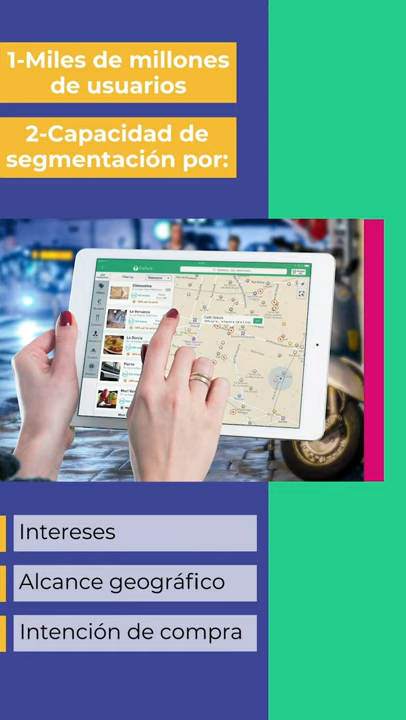 1-Miles de millones
de usuarios
2-Capacidad de
segmentación por:
Intereses
Alcance geográfico
Intención de compra